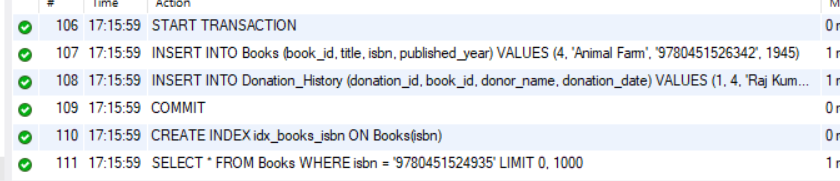 # Time Action M
106 17:15:59 START TRANSACTION 0 r
107 17:15:59 INSERT INTO Books (book_id, title, isbn, published_year) VALUES (4, 'Animal Farm', '9780451526342', 1945) 1 r
108 17:15:59 INSERT INTO Donation_History (donation_id, book_id, donor_name, donation_date) VALUES (1, 4, 'Raj Kum... 1 r
109 17:15:59 COMMIT 0 r
110 17:15:59 CREATE INDEX idx_books_isbn ON Books(isbn) 0 r
111 17:15:59 SELECT * FROM Books WHERE isbn = '9780451524935' LIMIT 0, 1000 1 r